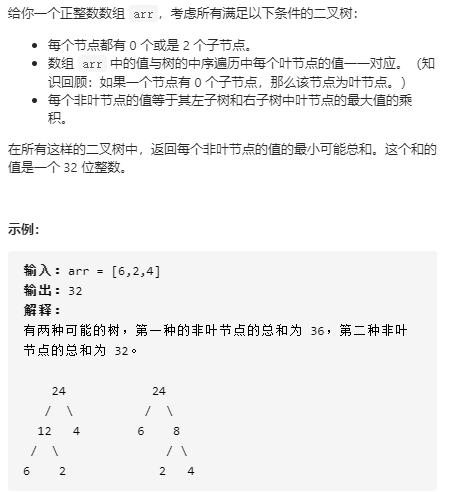 给你一个正整数数组 arr，考虑所有满足以下条件的二叉树：
每个节点都有 0 个或是 2 个子节点。
数组 arr 中的值与树的中序遍历中每个叶节点的值一一对应。（知
识回顾：如果一个节点有 0 个子节点，那么该节点为叶节点。）
每个非叶节点的值等于其左子树和右子树中叶节点的最大值的乘
积。
在所有这样的二叉树中，返回每个非叶节点的值的最小可能总和。这个和的
值是一个 32 位整数。
示例：
输入：arr = [6,2,4]
输出：32
解释：
有两种可能的树，第一种的非叶节点的总和为 36，第二种非叶
节点的总和为 32。
24 24
/ \ / \
12 4 6 8
/ \ / \
6 2 2 4